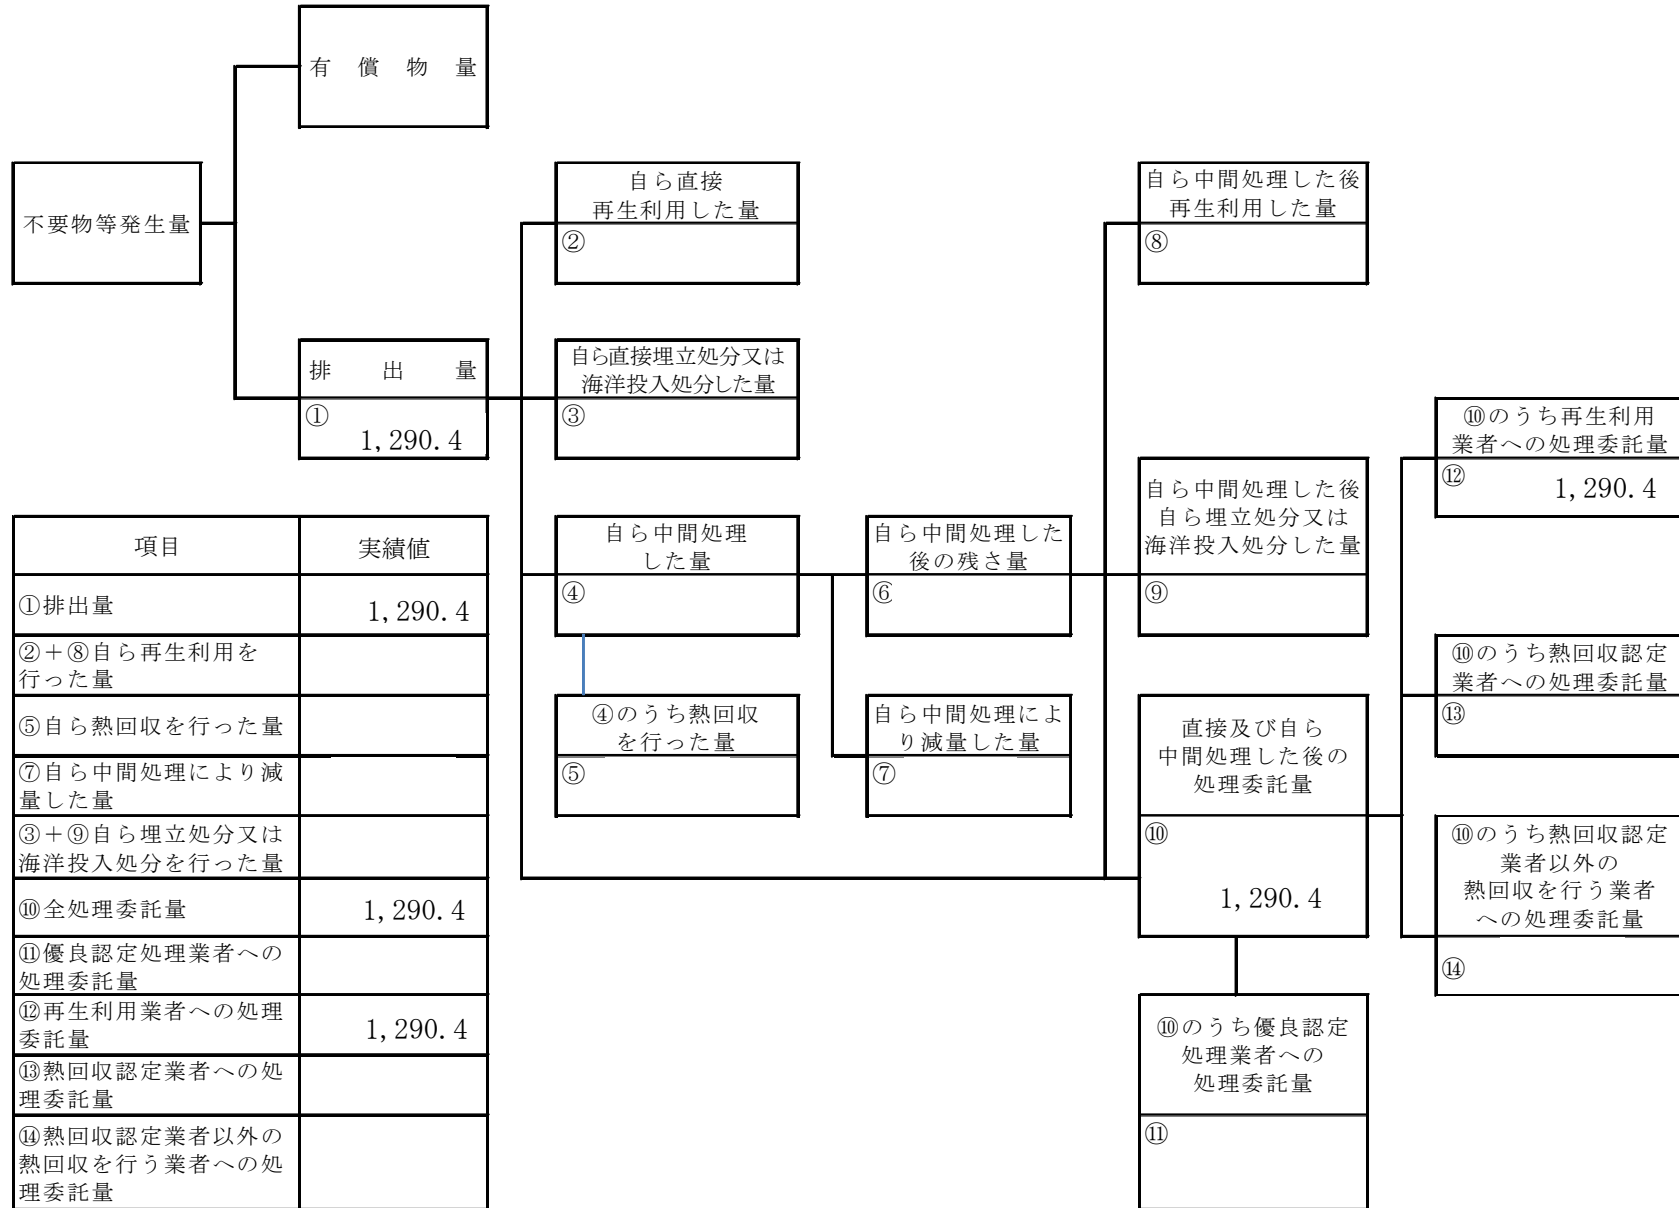 有償物量
不要物等発生量
排出量
①
1,290.4
自ら直接
再生利用した量
②
自ら直接埋立処分又は
海洋投入処分した量
③
自ら中間処理
した量
④
④のうち熱回収
を行った量
⑤
自ら中間処理した
後の残さ量
⑥
自ら中間処理によ
り減量した量
⑦
自ら中間処理した後
再生利用した量
⑧
自ら中間処理した後
自ら埋立処分又は
海洋投入処分した量
⑨
直接及び自ら
中間処理した後の
処理委託量
⑩
1,290.4
⑩のうち優良認定
処理業者への
処理委託量
⑪
⑩のうち再生利用
業者への処理委託量
⑫ 1,290.4
⑩のうち熱回収認定
業者への処理委託量
⑬
⑩のうち熱回収認定
業者以外の
熱回収を行う業者
への処理委託量
⑭
項目 実績値
①排出量 1,290.4
②＋⑧自ら再生利用を
行った量
⑤自ら熱回収を行った量
⑦自ら中間処理により減
量した量
③＋⑨自ら埋立処分又は
海洋投入処分を行った量
⑩全処理委託量 1,290.4
⑪優良認定処理業者への
処理委託量
⑫再生利用業者への処理
委託量 1,290.4
⑬熱回収認定業者への処
理委託量
⑭熱回収認定業者以外の
熱回収を行う業者への処
理委託量